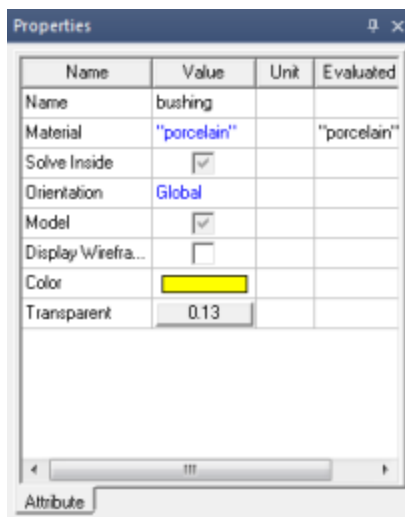 Properties
Name Value Unit Evaluated
Name bushing
Material "porcelain" "porcelain"
Solve Inside
Orientation Global
Model
Display Wirefra...
Color
Transparent 0.13
Attribute